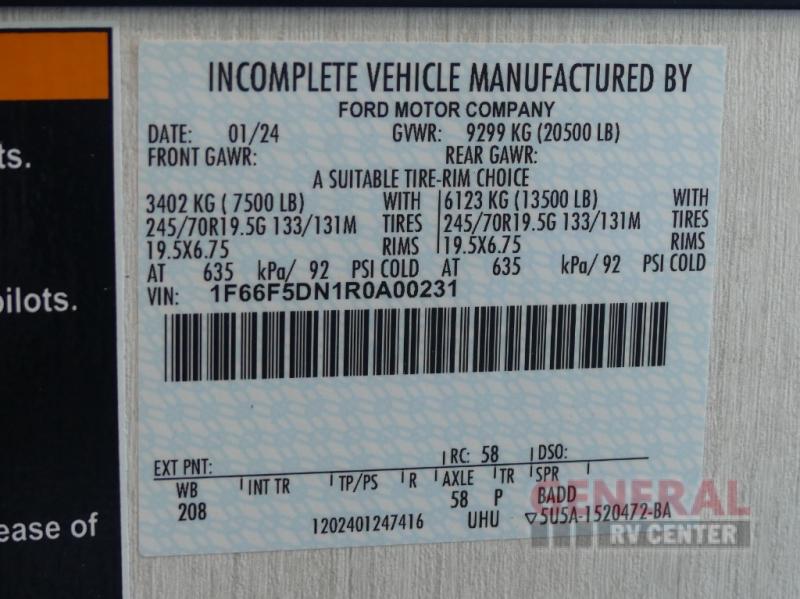 ts.
pilots.
ease of
INCOMPLETE VEHICLE MANUFACTURED BY
FORD MOTOR COMPANY
DATE: 01/24 GVWR: 9299 KG (20500 LB)
FRONT GAWR: REAR GAWR:
A SUITABLE TIRE-RIM CHOICE
3402 KG ( 7500 LB) WITH 6123 KG (13500 LB) WITH
245/70R19.5G 133/131M TIRES 245/70R19.5G 133/131M TIRES
19.5X6.75 RIMS 19.5X6.75 RIMS
AT 635 kPa/ 92 PSI COLD AT 635 kPa/ 92 PSI COLD
VIN: 1F66F5DN1R0A00231
EXT PNT: RC: 58 DSO:
WB INT TR TP/PS R AXLE TR SPR
208 58 P BADD
1202401247416 UHU ▽5U5A-1520472-BA
GENERAL
RV CENTER